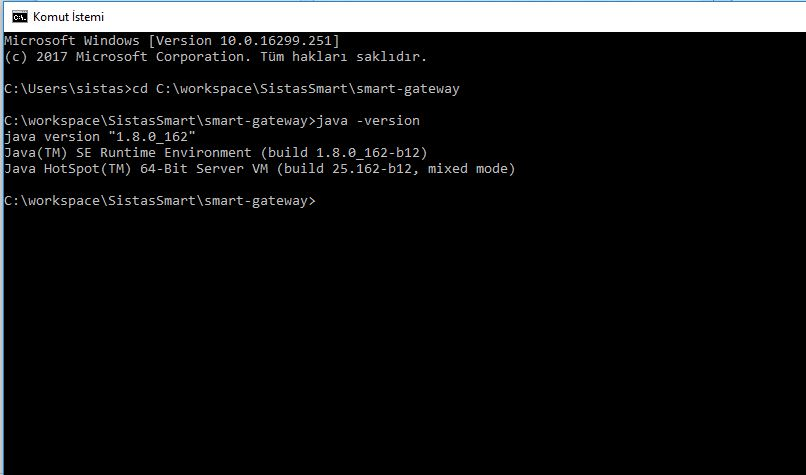 Komut İstemi
Microsoft Windows [Version 10.0.16299.251]
(c) 2017 Microsoft Corporation. Tüm hakları saklıdır.
C:\Users\sistas>cd C:\workspace\SistasSmart\smart-gateway
C:\workspace\SistasSmart\smart-gateway>java -version
java version "1.8.0_162"
Java(TM) SE Runtime Environment (build 1.8.0_162-b12)
Java HotSpot(TM) 64-Bit Server VM (build 25.162-b12, mixed mode)
C:\workspace\SistasSmart\smart-gateway>